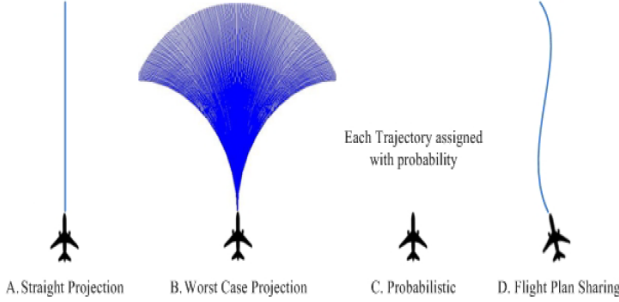 Each Trajectory assigned
with probability
A. Straight Projection
B. Worst Case Projection
C. Probabilistic
D. Flight Plan Sharing